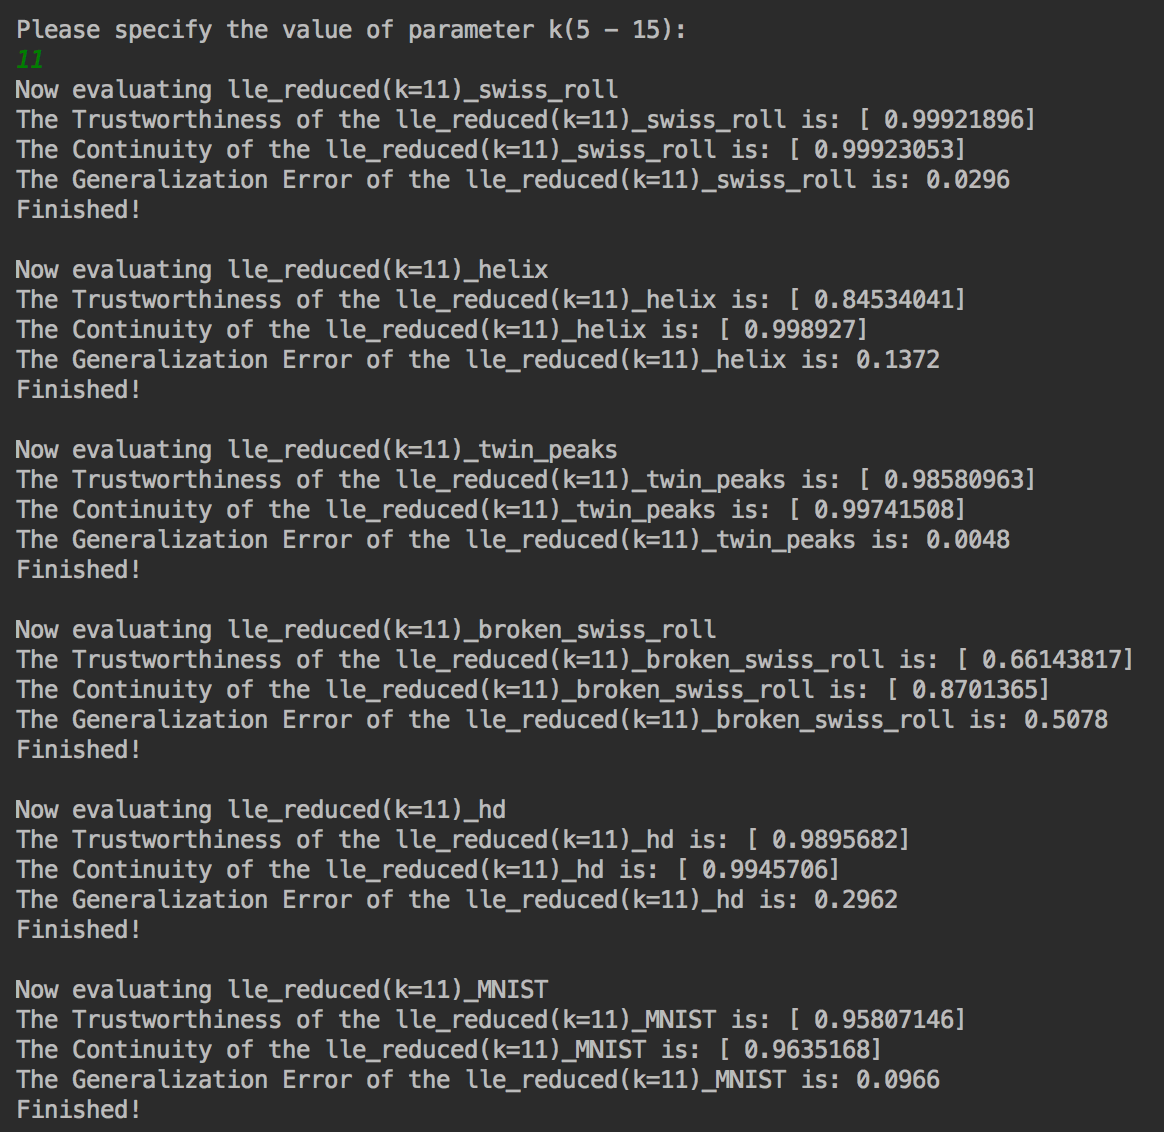 Please specify the value of parameter k(5 – 15):
11
Now evaluating lle_reduced(k=11)_swiss_roll
The Trustworthiness of the lle_reduced(k=11)_swiss_roll is: [ 0.99921896]
The Continuity of the lle_reduced(k=11)_swiss_roll is: [ 0.99923053]
The Generalization Error of the lle_reduced(k=11)_swiss_roll is: 0.0296
Finished!

Now evaluating lle_reduced(k=11)_helix
The Trustworthiness of the lle_reduced(k=11)_helix is: [ 0.84534041]
The Continuity of the lle_reduced(k=11)_helix is: [ 0.998927]
The Generalization Error of the lle_reduced(k=11)_helix is: 0.1372
Finished!

Now evaluating lle_reduced(k=11)_twin_peaks
The Trustworthiness of the lle_reduced(k=11)_twin_peaks is: [ 0.98580963]
The Continuity of the lle_reduced(k=11)_twin_peaks is: [ 0.99741508]
The Generalization Error of the lle_reduced(k=11)_twin_peaks is: 0.0048
Finished!

Now evaluating lle_reduced(k=11)_broken_swiss_roll
The Trustworthiness of the lle_reduced(k=11)_broken_swiss_roll is: [ 0.66143817]
The Continuity of the lle_reduced(k=11)_broken_swiss_roll is: [ 0.8701365]
The Generalization Error of the lle_reduced(k=11)_broken_swiss_roll is: 0.5078
Finished!

Now evaluating lle_reduced(k=11)_hd
The Trustworthiness of the lle_reduced(k=11)_hd is: [ 0.9895682]
The Continuity of the lle_reduced(k=11)_hd is: [ 0.9945706]
The Generalization Error of the lle_reduced(k=11)_hd is: 0.2962
Finished!

Now evaluating lle_reduced(k=11)_MNIST
The Trustworthiness of the lle_reduced(k=11)_MNIST is: [ 0.95807146]
The Continuity of the lle_reduced(k=11)_MNIST is: [ 0.9635168]
The Generalization Error of the lle_reduced(k=11)_MNIST is: 0.0966
Finished!